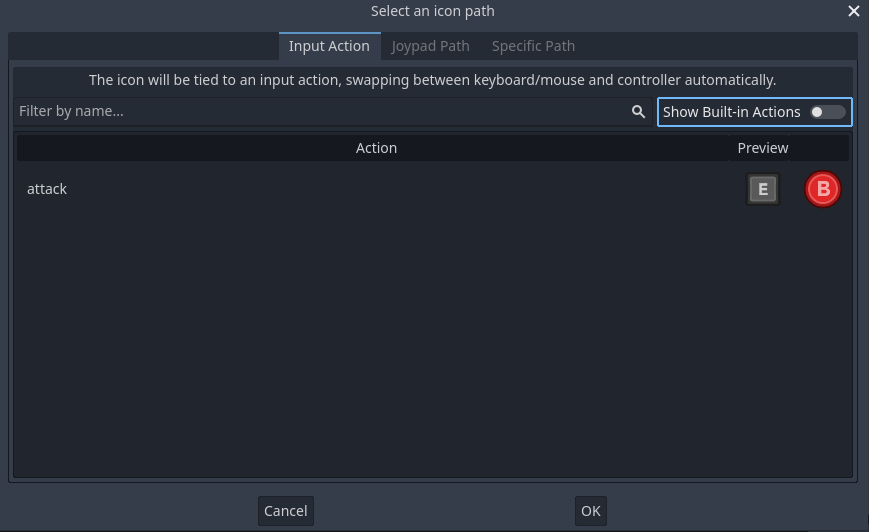 Select an icon path
Input Action Joypad Path Specific Path
The icon will be tied to an input action, swapping between keyboard/mouse and controller automatically.
Filter by name... Show Built-in Actions
Action Preview
attack E B
Cancel OK